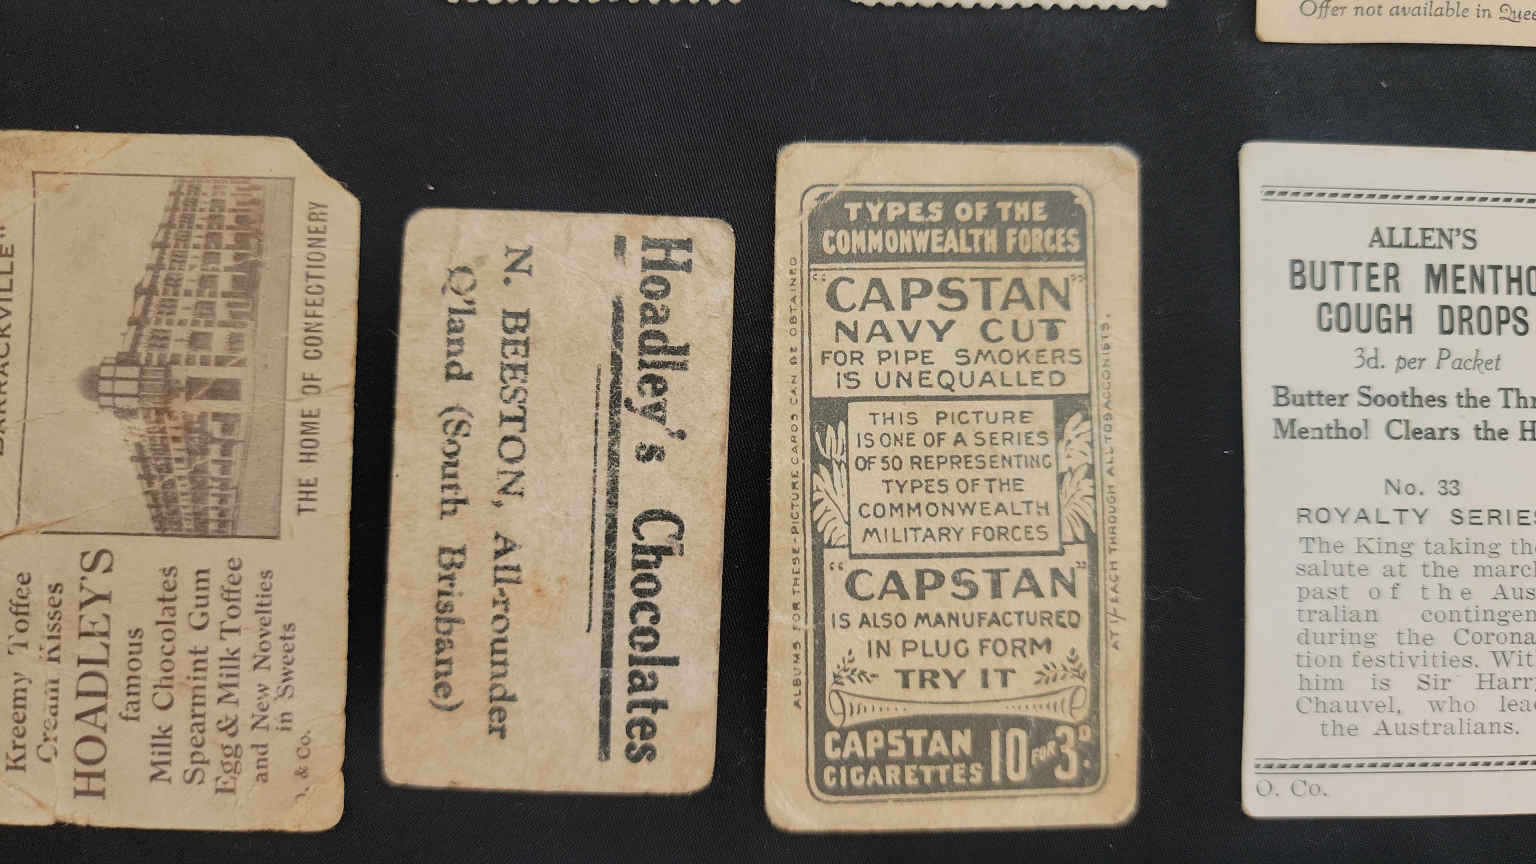 Offer not available in
BARRACKVILLE"
THE HOME OF CONFECTIONERY
Kreemy Toffee
Cream Kisses
HOADLEY'S
famous
Milk Chocolates
Spearmint Gum
Egg & Milk Toffee
and New Novelties
in Sweets
& Co.
Hoadley's Chocolates
N. BEESTON, All-rounder
Q'land (South Brisbane)
TYPES OF THE
COMMONWEALTH FORCES
"CAPSTAN"
NAVY CUT
FOR PIPE SMOKERS
IS UNEQUALLED
THIS PICTURE
IS ONE OF A SERIES
OF 50 REPRESENTING
TYPES OF THE
COMMONWEALTH
MILITARY FORCES
"CAPSTAN"
IS ALSO MANUFACTURED
IN PLUG FORM
TRY IT
CAPSTAN
CIGARETTES 10 FOR 3D.
ALBUMS FOR THESE PICTURE CARDS CAN BE OBTAINED
AT 1/- EACH THROUGH ALL TOBACCONISTS.
ALLEN'S
BUTTER MENTHO
COUGH DROPS
3d. per Packet
Butter Soothes the Thr
Menthol Clears the H
No. 33
ROYALTY SERIES
The King taking the
salute at the march
past of the Aus-
tralian contingen
during the Corona-
tion festivities. With
him is Sir Harry
Chauvel, who lea
the Australians.
O. Co.